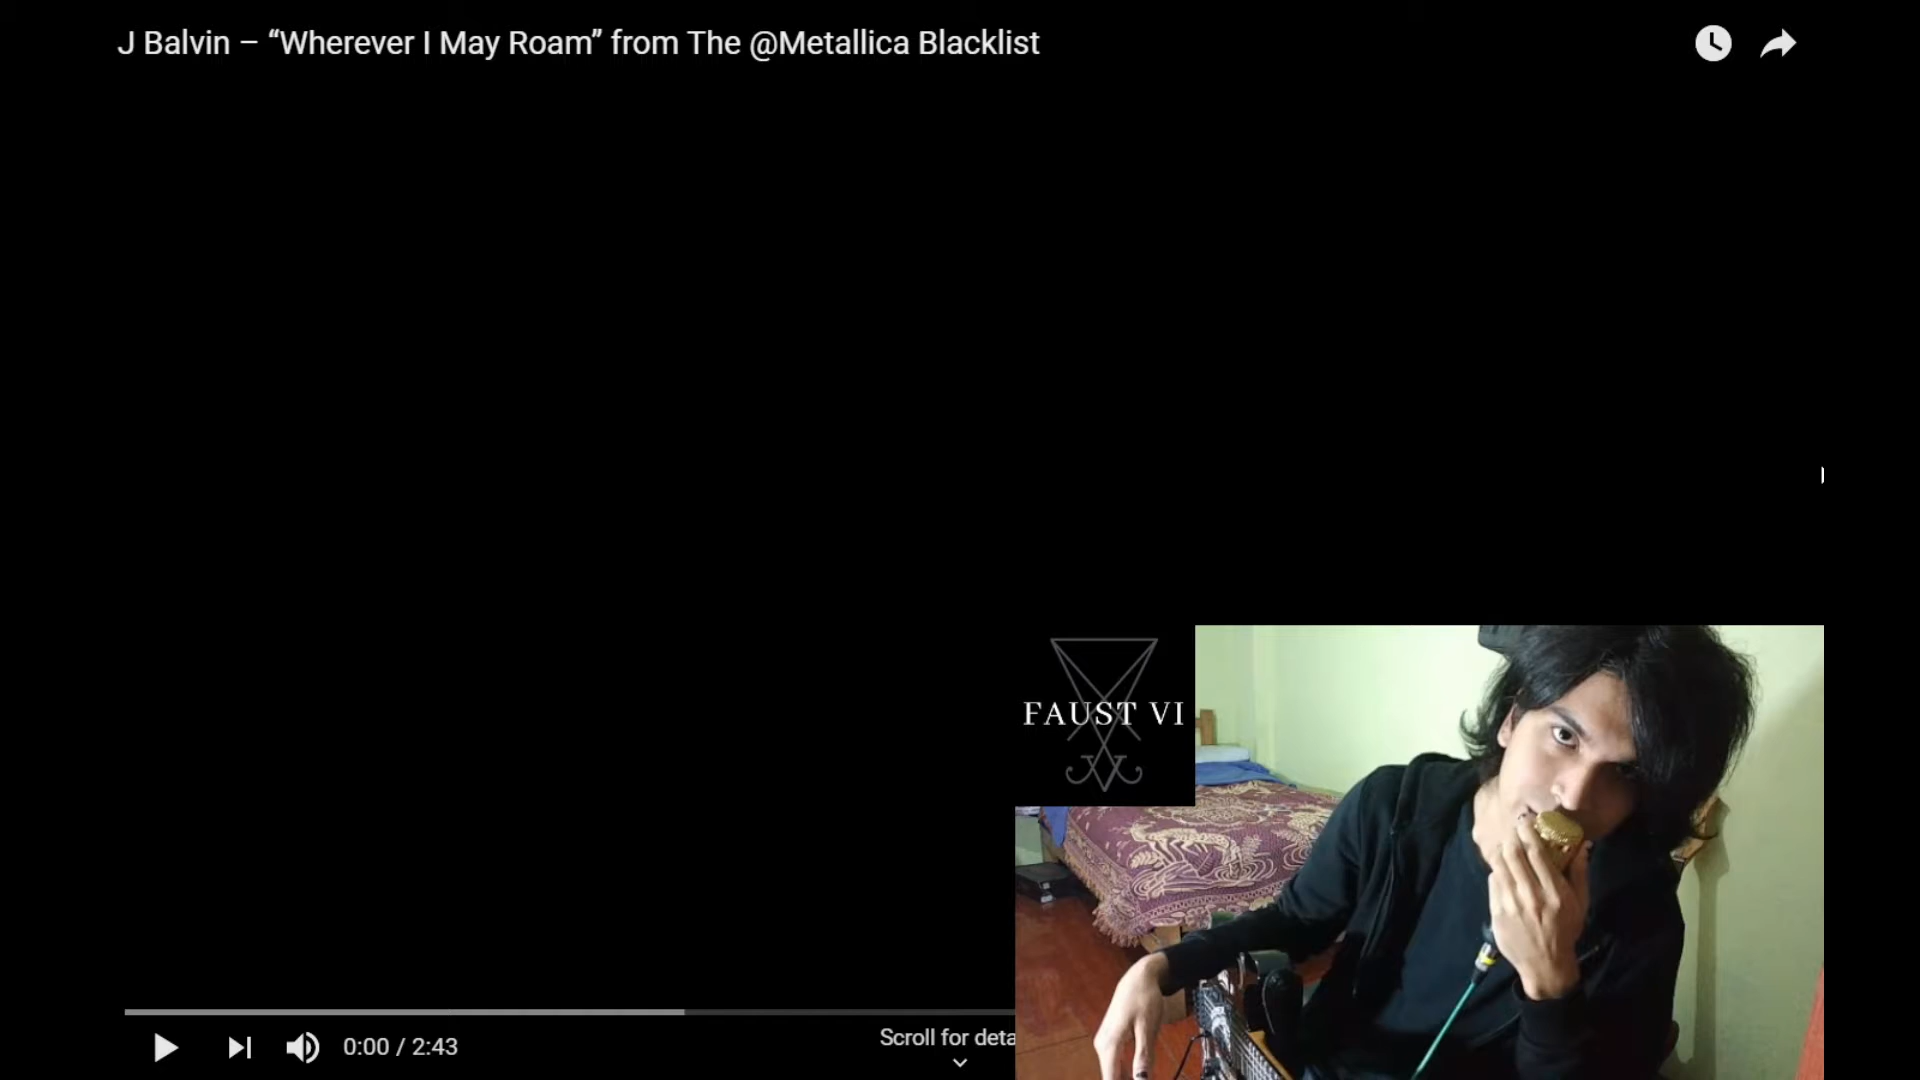 J Balvin – “Wherever I May Roam” from The @Metallica Blacklist
FAUST VI
Scroll for deta
0:00 / 2:43